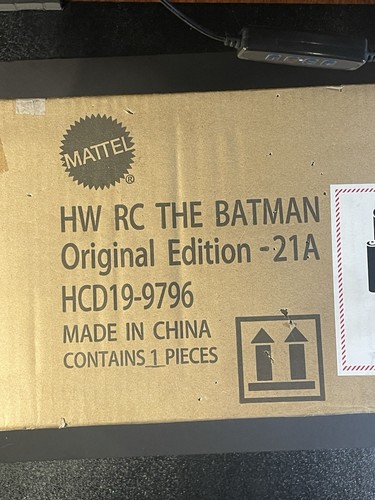 MATTEL
®
HW RC THE BATMAN
Original Edition - 21A
HCD19-9796
MADE IN CHINA
CONTAINS 1 PIECES